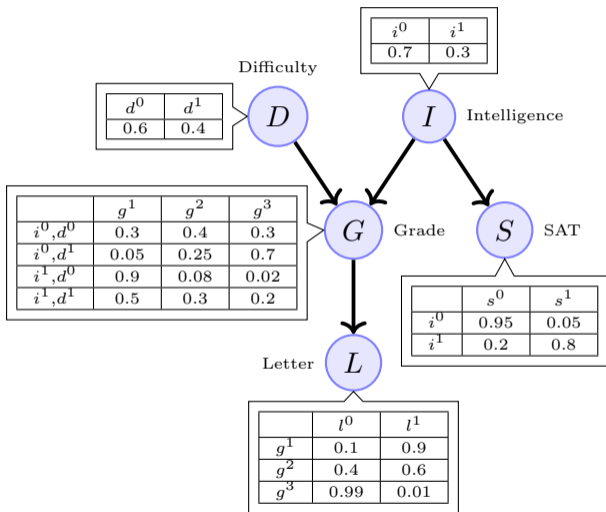 i⁰ i¹
0.7 0.3
Difficulty
d⁰ d¹
0.6 0.4
D
I
Intelligence
g¹ g² g³
i⁰,d⁰ 0.3 0.4 0.3
i⁰,d¹ 0.05 0.25 0.7
i¹,d⁰ 0.9 0.08 0.02
i¹,d¹ 0.5 0.3 0.2
G
Grade
S
SAT
s⁰ s¹
i⁰ 0.95 0.05
i¹ 0.2 0.8
Letter
L
l⁰ l¹
g¹ 0.1 0.9
g² 0.4 0.6
g³ 0.99 0.01